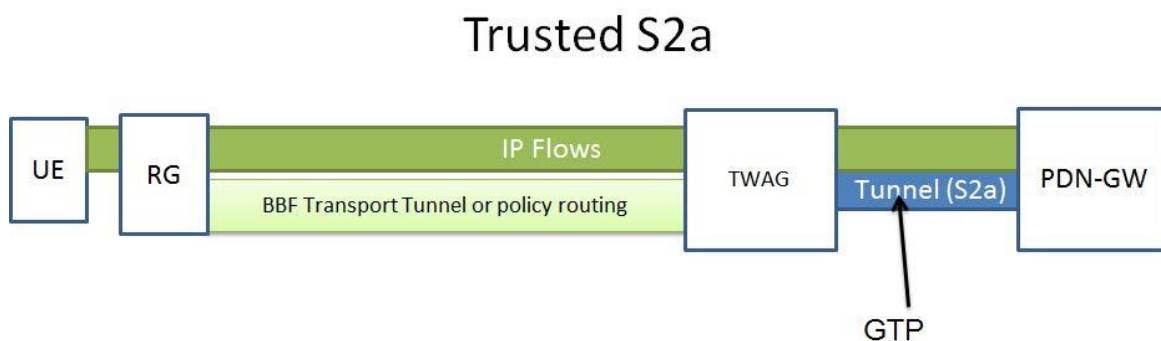 Trusted S2a
UE
RG
IP Flows
BBF Transport Tunnel or policy routing
TWAG
Tunnel (S2a)
PDN-GW
GTP